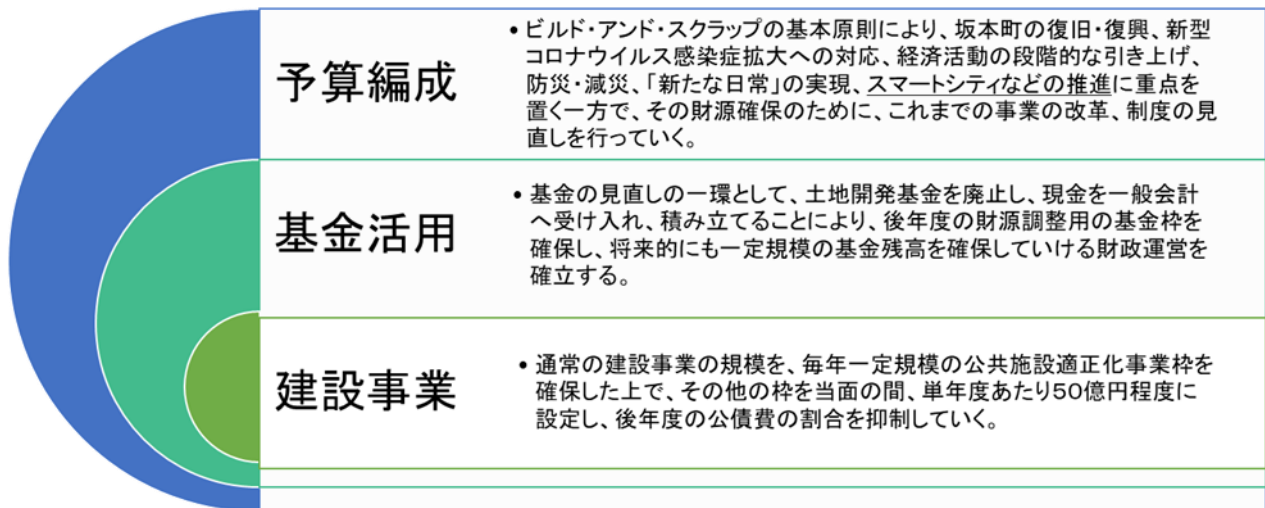 予算編成
• ビルド・アンド・スクラップの基本原則により、坂本町の復旧・復興、新型
コロナウイルス感染症拡大への対応、経済活動の段階的な引き上げ、
防災・減災、「新たな日常」の実現、スマートシティなどの推進に重点を
置く一方で、その財源確保のために、これまでの事業の改革、制度の見
直しを行っていく。
基金活用
• 基金の見直しの一環として、土地開発基金を廃止し、現金を一般会計
へ受け入れ、積み立てることにより、後年度の財源調整用の基金枠を
確保し、将来的にも一定規模の基金残高を確保していける財政運営を
確立する。
建設事業
• 通常の建設事業の規模を、毎年一定規模の公共施設適正化事業枠を
確保した上で、その他の枠を当面の間、単年度あたり50億円程度に
設定し、後年度の公債費の割合を抑制していく。